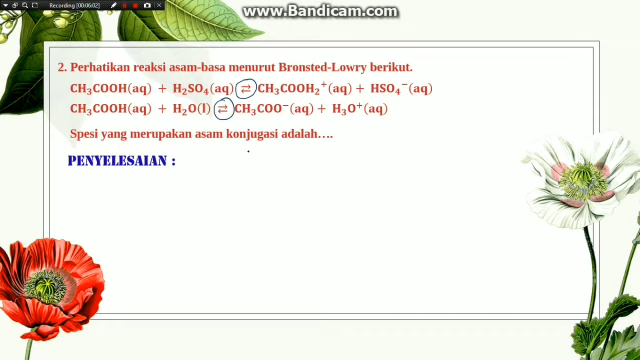 Recording [00:06:02]
www.Bandicam.com
2. Perhatikan reaksi asam-basa menurut Bronsted-Lowry berikut.
CH₃COOH(aq) + H₂SO₄(aq) ⇄ CH₃COOH₂⁺(aq) + HSO₄⁻(aq)
CH₃COOH(aq) + H₂O(l) ⇄ CH₃COO⁻(aq) + H₃O⁺(aq)
Spesi yang merupakan asam konjugasi adalah….
PENYELESAIAN :